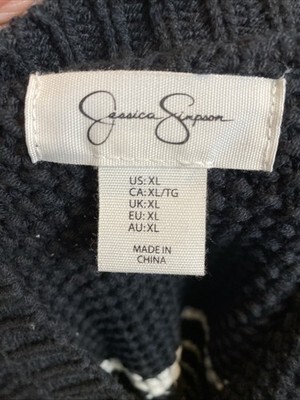 Jessica Simpson
US: XL
CA: XL/TG
UK: XL
EU: XL
AU: XL
MADE IN
CHINA